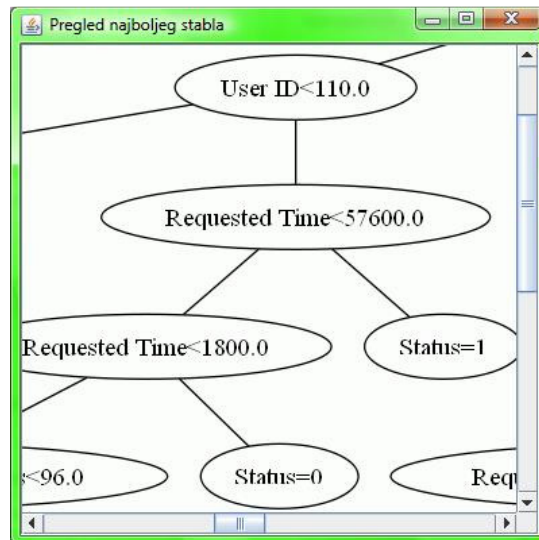 Pregled najboljeg stabla
User ID<110.0
Requested Time<57600.0
Requested Time<1800.0
Status=1
s<96.0
Status=0
Requ